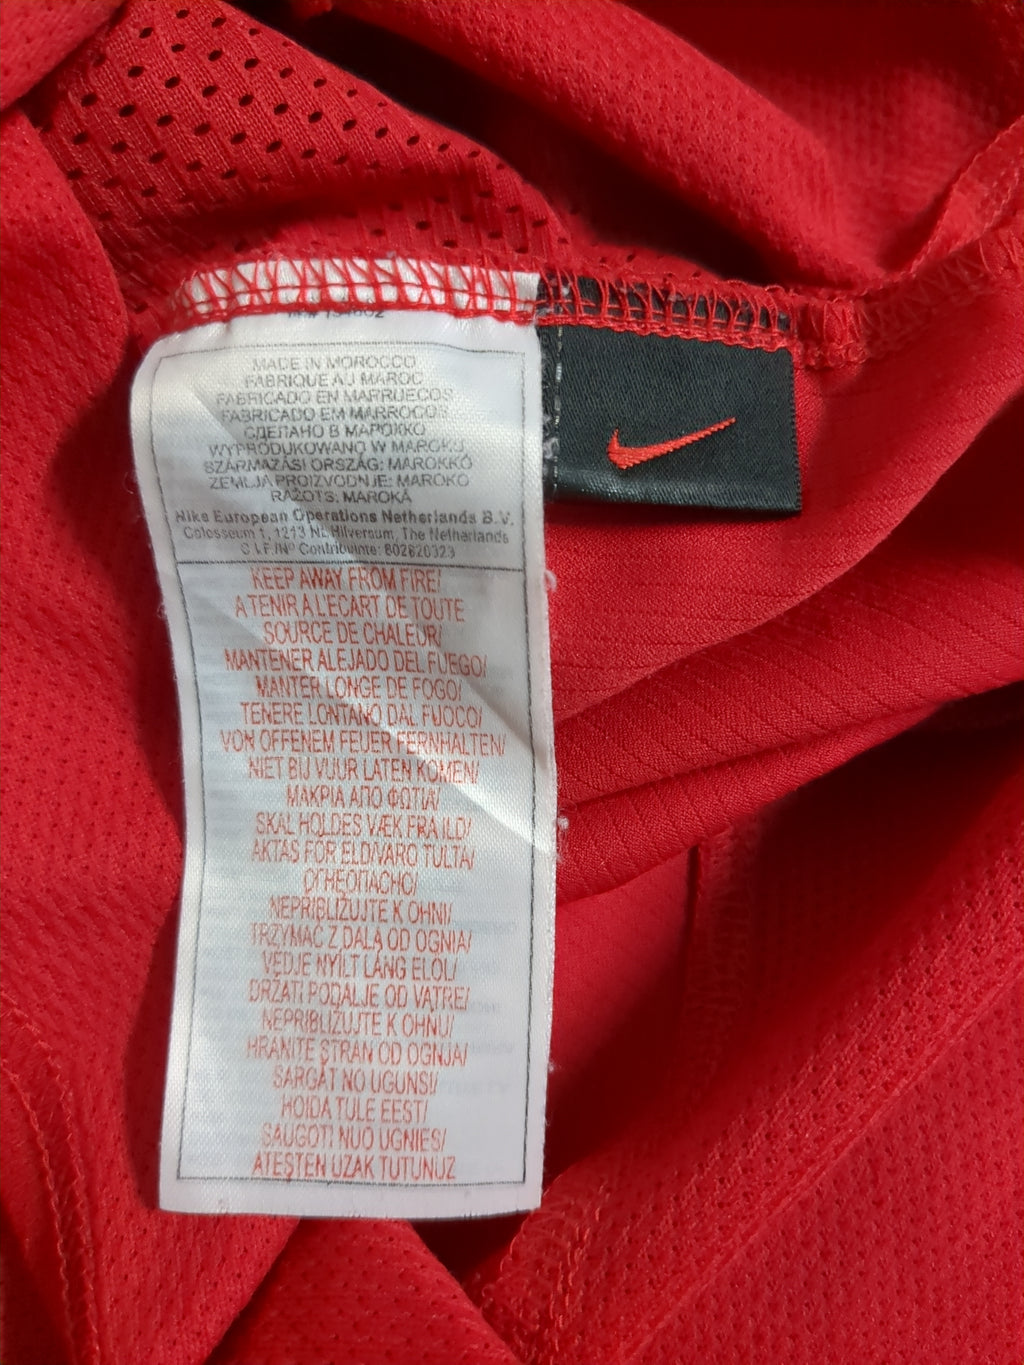 MADE IN MOROCCO
FABRIQUE AU MAROC
FABRICADO EN MARRUECOS
FABRICADO EM MARROCOS
СДЕЛАНО В МАРОККО
WYPRODUKOWANO W MAROKU
SZÁRMAZÁSI ORSZÁG: MAROKKÓ
ZEMLJA PROIZVODNJE: MAROKO
RAŽOTS: MAROKĀ
Nike European Operations Netherlands B.V.
Colosseum 1, 1213 NL Hilversum, The Netherlands
C.I.F./Nº Contribuinte: 802620323
KEEP AWAY FROM FIRE/
A TENIR A L'ECART DE TOUTE
SOURCE DE CHALEUR/
MANTENER ALEJADO DEL FUEGO/
MANTER LONGE DE FOGO/
TENERE LONTANO DAL FUOCO/
VON OFFENEM FEUER FERNHALTEN/
NIET BIJ VUUR LATEN KOMEN/
ΜΑΚΡΙΑ ΑΠΟ ΦΩΤΙΑ/
SKAL HOLDES VÆK FRA ILD/
AKTAS FÖR ELD/VARO TULTA/
ОГНЕОПАСНО/
NEPRIBLIŽUJTE K OHNI/
TRZYMAĆ Z DALA OD OGNIA/
VÉDJE NYÍLT LÁNG ELŐL/
DRŽATI PODALJE OD VATRE/
NEPRIBLIŽUJTE K OHŇU/
HRANITE STRAN OD OGNJA/
SARGĀT NO UGUNS/
HOIDA TULE EEST/
SAUGOTI NUO UGNIES/
ATEŞTEN UZAK TUTUNUZ